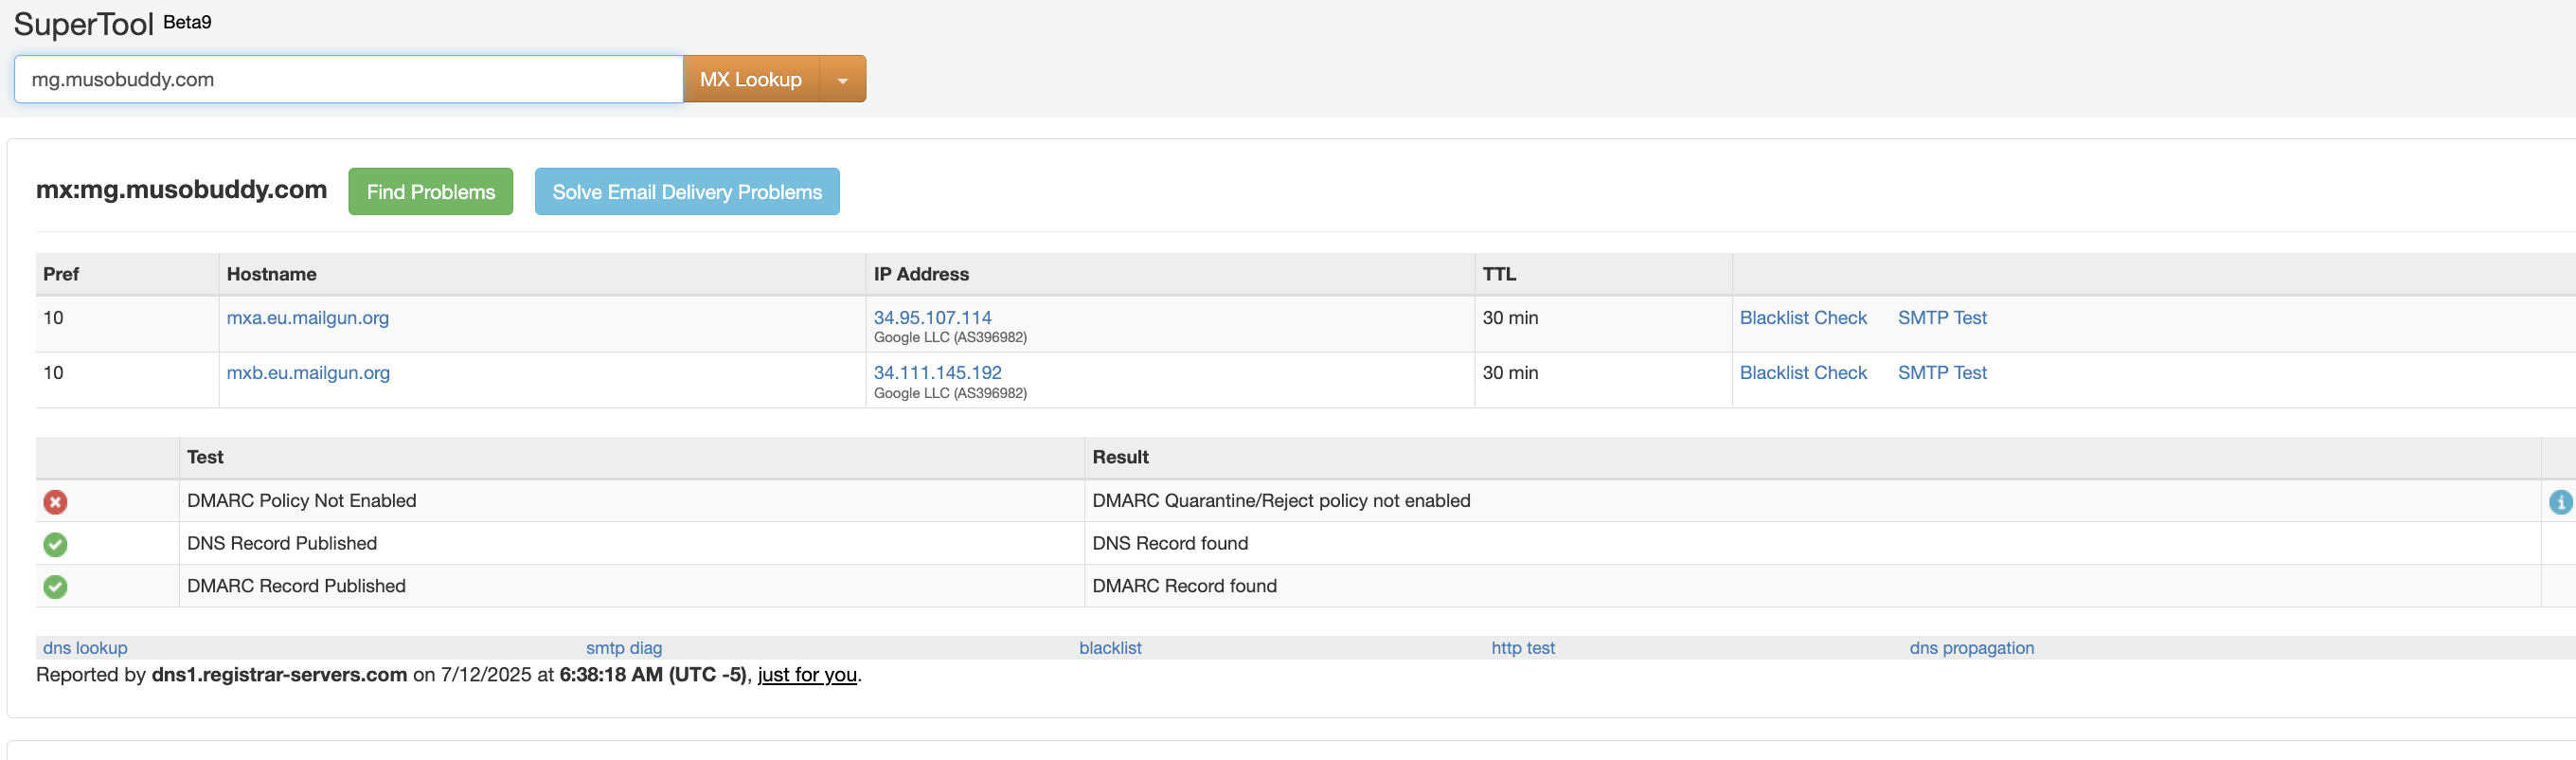 SuperTool Beta9
mg.musobuddy.com MX Lookup
mx:mg.musobuddy.com Find Problems Solve Email Delivery Problems
Pref Hostname IP Address TTL
10 mxa.eu.mailgun.org 34.95.107.114 30 min Blacklist Check SMTP Test
Google LLC (AS396982)
10 mxb.eu.mailgun.org 34.111.145.192 30 min Blacklist Check SMTP Test
Google LLC (AS396982)
Test Result
DMARC Policy Not Enabled DMARC Quarantine/Reject policy not enabled
DNS Record Published DNS Record found
DMARC Record Published DMARC Record found
dns lookup smtp diag blacklist http test dns propagation
Reported by dns1.registrar-servers.com on 7/12/2025 at 6:38:18 AM (UTC -5), just for you.